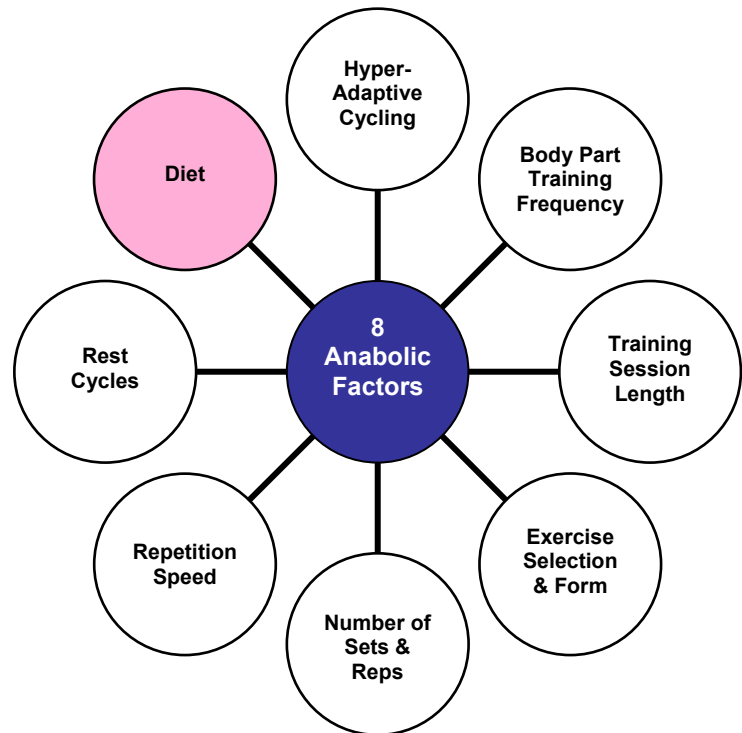 Hyper-
Adaptive
Cycling
Body Part
Training
Frequency
Training
Session
Length
Exercise
Selection
& Form
Number of
Sets &
Reps
Repetition
Speed
Rest
Cycles
Diet
8
Anabolic
Factors